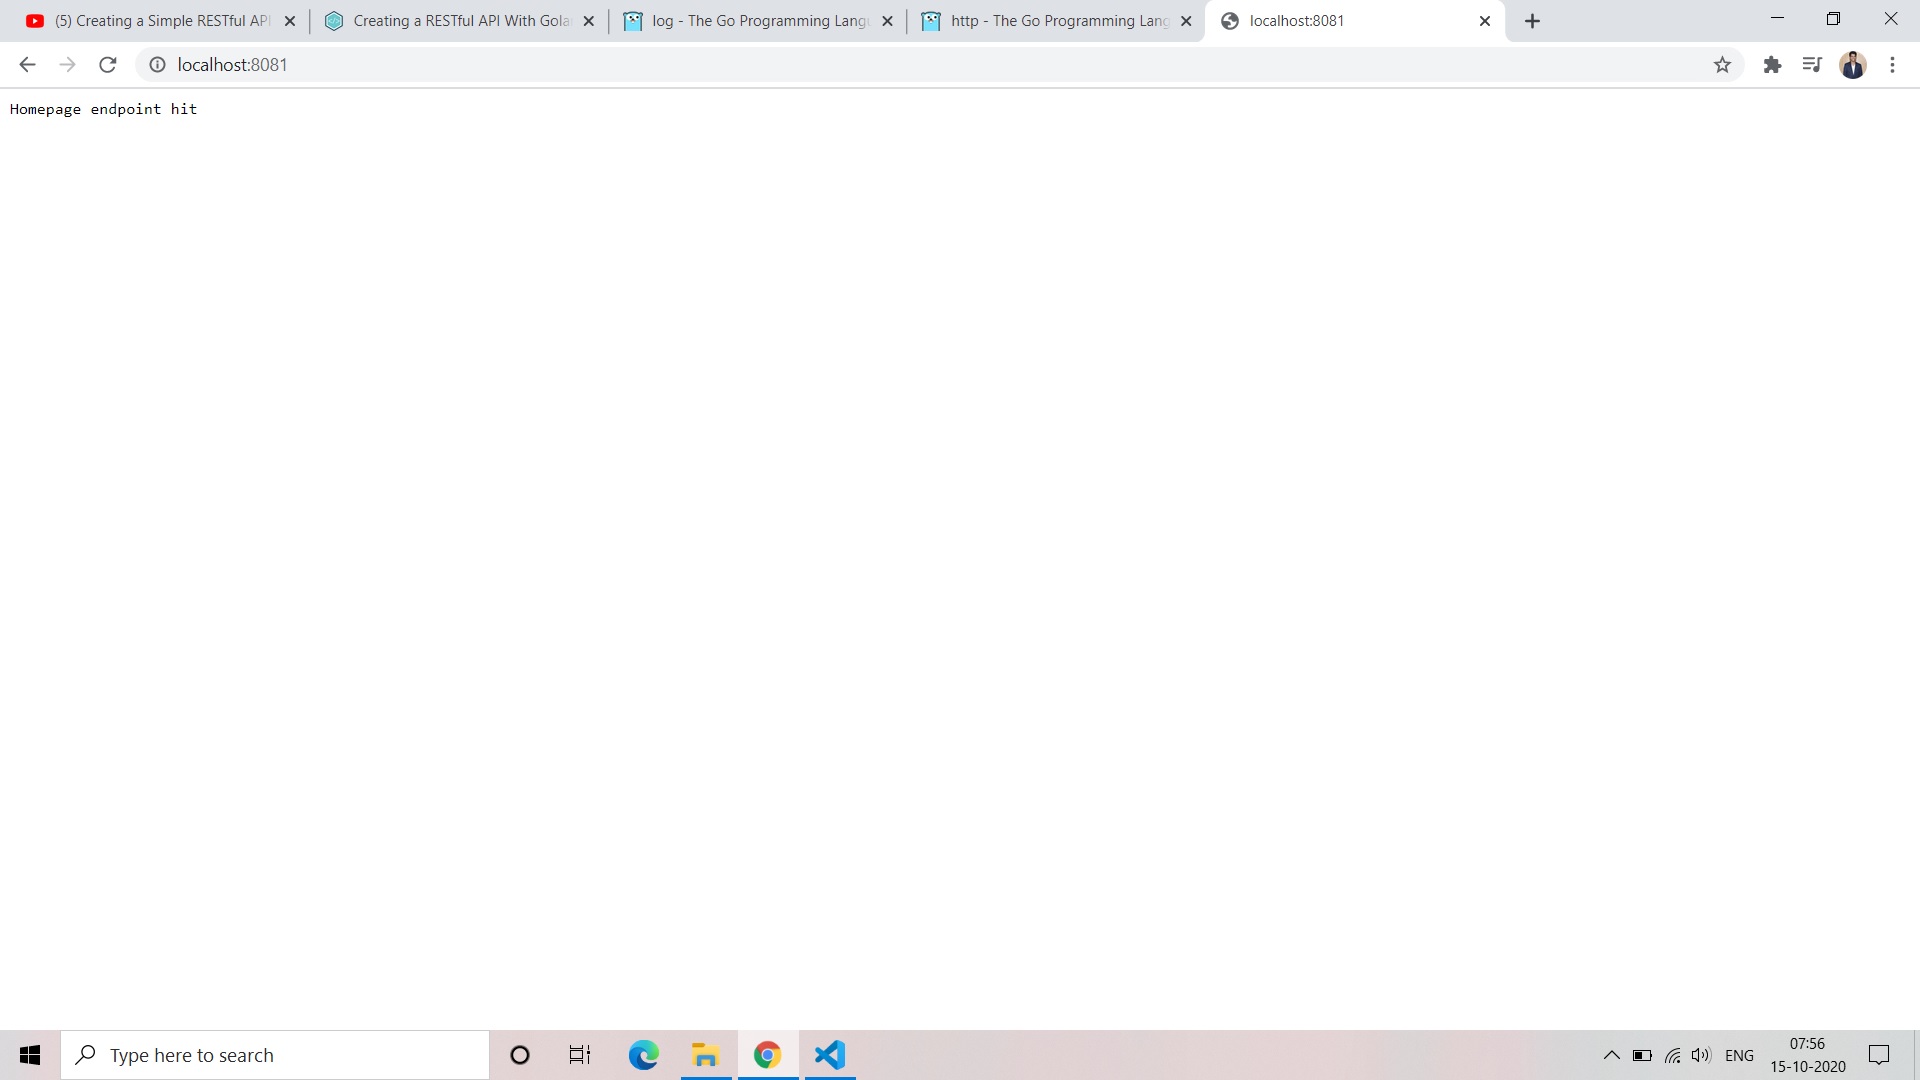 (5) Creating a Simple RESTful API
Creating a RESTful API With Gola
log - The Go Programming Langu
http - The Go Programming Lang
localhost:8081
localhost:8081
Homepage endpoint hit
Type here to search
ENG
07:56
15-10-2020